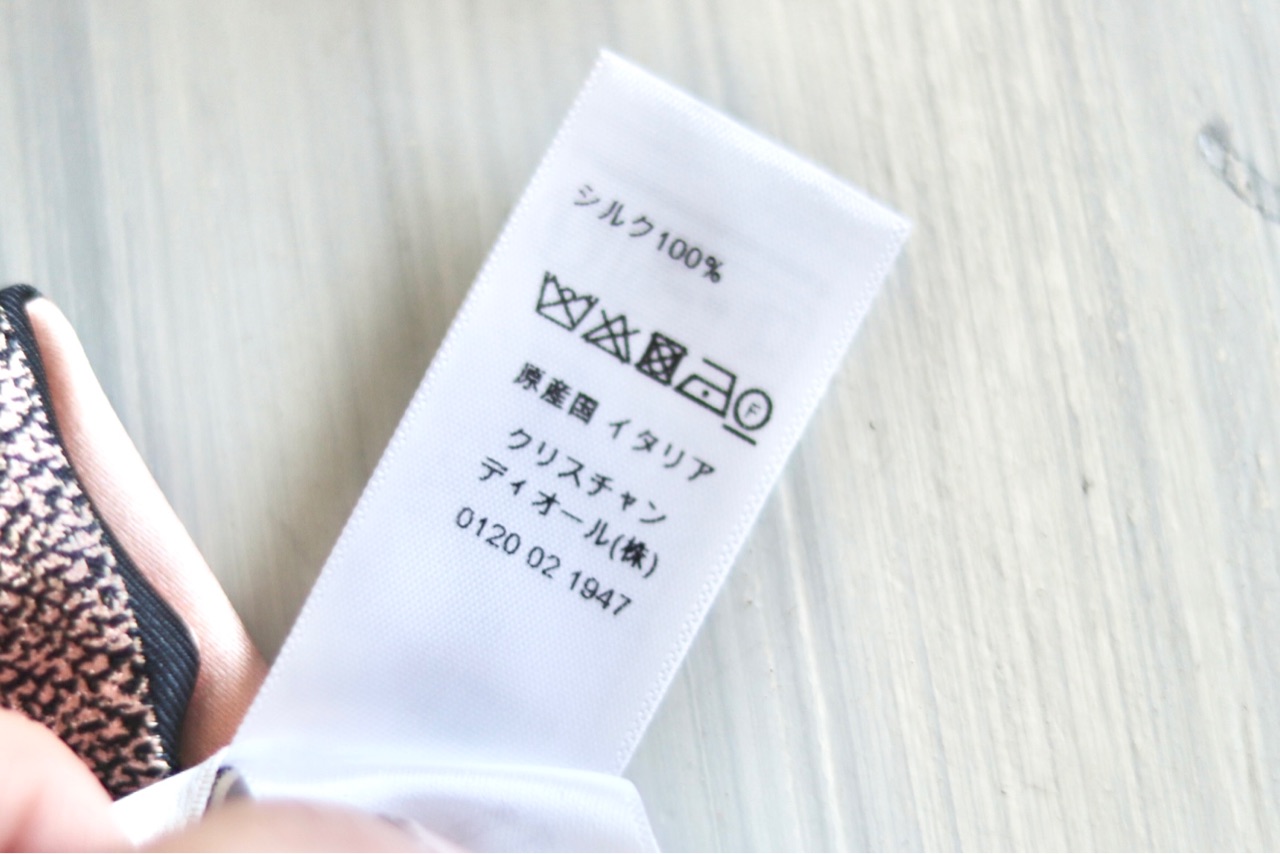 シルク100%
F
原産国 イタリア
クリスチャン
ディオール(株)
0120 02 1947